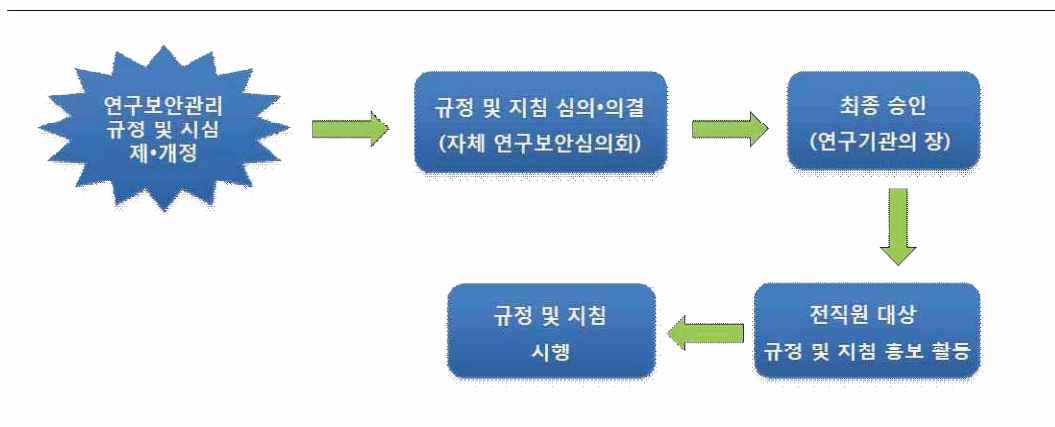 연구보안관리
규정 및 시심
제•개정
규정 및 지침 심의•의결
(자체 연구보안심의회)
최종 승인
(연구기관의 장)
전직원 대상
규정 및 지침 홍보 활동
규정 및 지침
시행